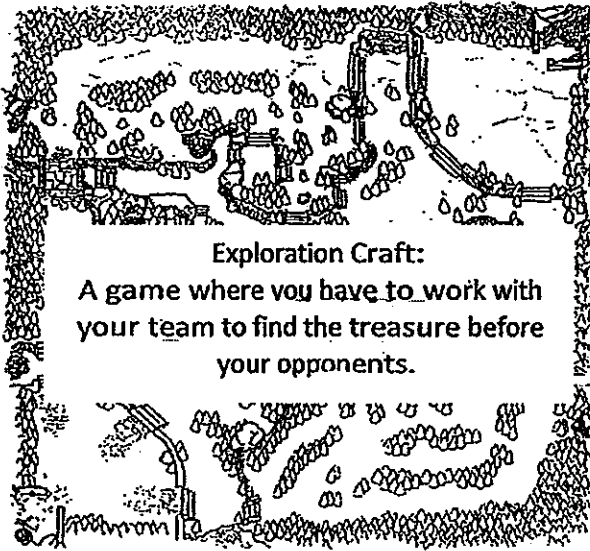 Exploration Craft:
A game where you have to work with
your team to find the treasure before
your opponents.